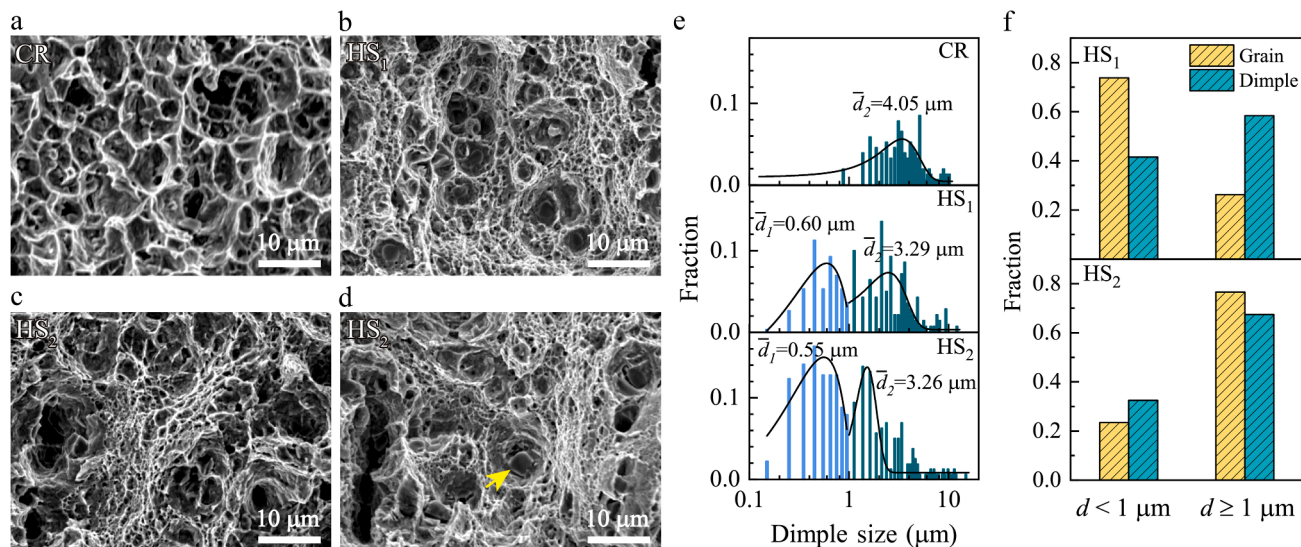 a
CR
10 μm
b
HS₁
10 μm
c
HS₂
10 μm
d
HS₂
10 μm
e
CR
d̅₂=4.05 μm
0.1
0.0
HS₁
d̅₁=0.60 μm
d̅₂=3.29 μm
0.1
0.0
HS₂
d̅₁=0.55 μm
d̅₂=3.26 μm
0.1
0.0
Fraction
0.1 1 10
Dimple size (μm)
f
HS₁
Grain
Dimple
0.8
0.6
0.4
0.2
HS₂
0.8
0.6
0.4
0.2
0.0
Fraction
d < 1 μm d ≥ 1 μm